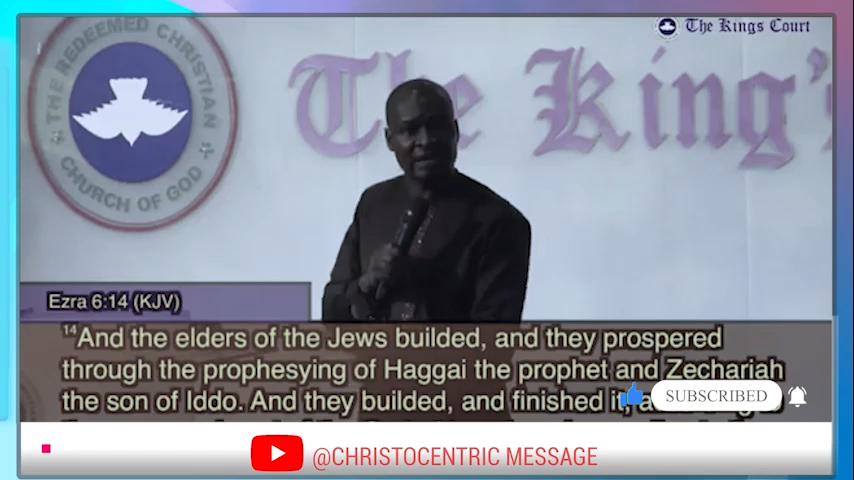 The Kings Court
THE REDEEMED CHRISTIAN
CHURCH OF GOD
The King's
Ezra 6:14 (KJV)
14And the elders of the Jews builded, and they prospered
through the prophesying of Haggai the prophet and Zechariah
the son of Iddo. And they builded, and finished it,
SUBSCRIBED
@CHRISTOCENTRIC MESSAGE